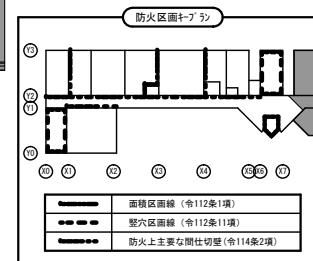 防火区画キープラン
Y3
Y2
Y1
Y0
X0 X1 X2 X3 X4 X5 X6 X7
面積区画線（令112条1項）
竪穴区画線（令112条11項）
防火上主要な間仕切壁（令114条2項）